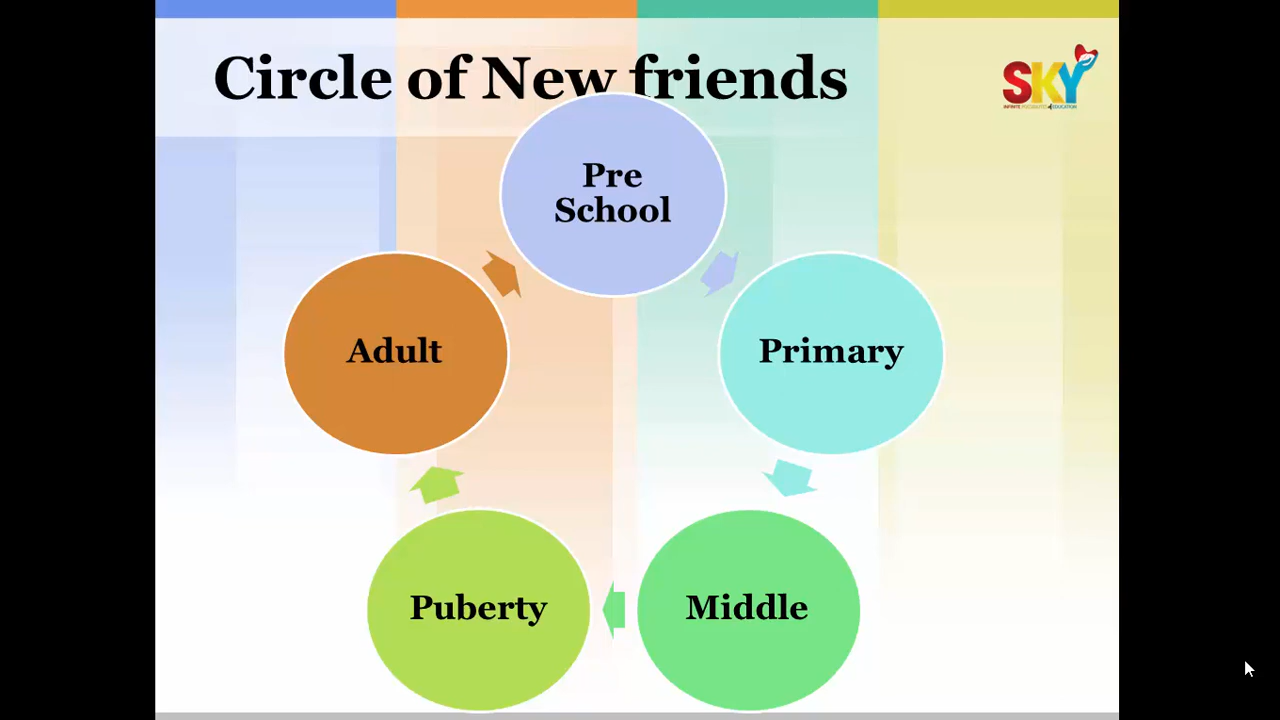 Circle of New friends
SKY
Pre
School
Adult
Primary
Puberty
Middle